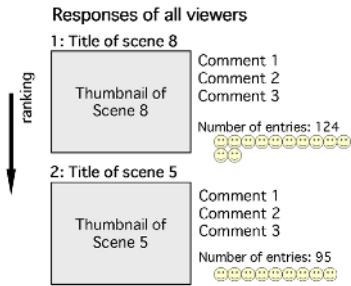 Responses of all viewers
1: Title of scene 8
ranking
Thumbnail of
Scene 8
Comment 1
Comment 2
Comment 3
Number of entries: 124
2: Title of scene 5
Thumbnail of
Scene 5
Comment 1
Comment 2
Comment 3
Number of entries: 95